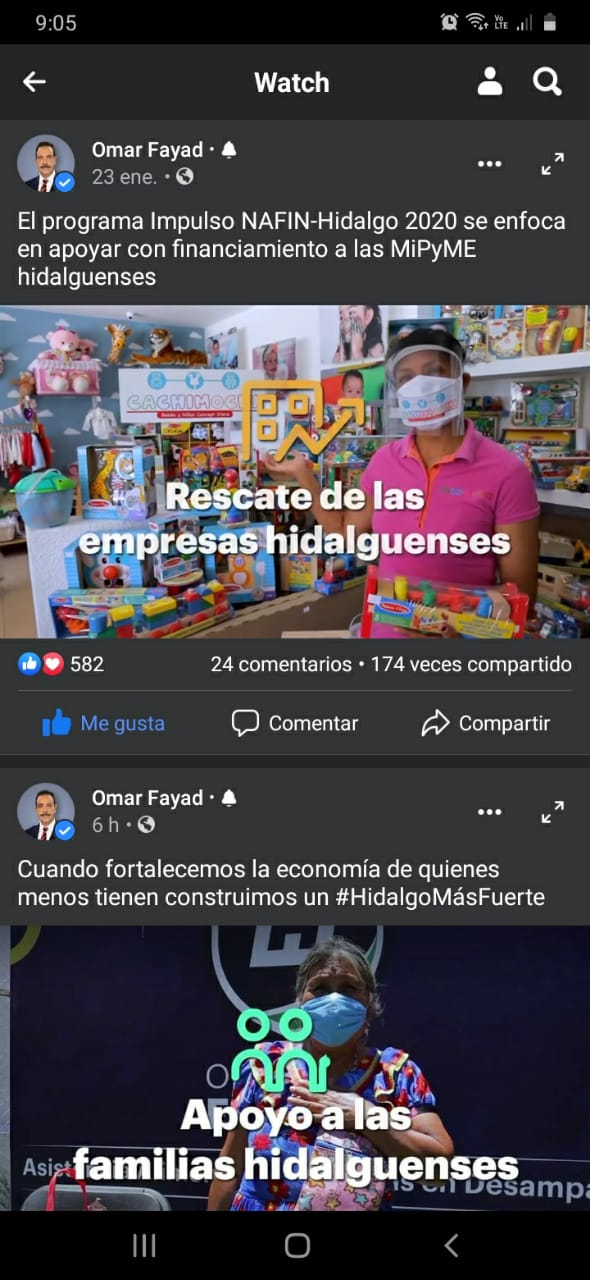 9:05
Vo
LTE
Watch
Omar Fayad ·
23 ene. ·
El programa Impulso NAFIN-Hidalgo 2020 se enfoca
en apoyar con financiamiento a las MiPyME
hidalguenses
Rescate de las
empresas hidalguenses
582
24 comentarios • 174 veces compartido
Me gusta
Comentar
Compartir
Omar Fayad ·
6 h ·
Cuando fortalecemos la economía de quienes
menos tienen construimos un #HidalgoMásFuerte
Apoyo a las
familias hidalguenses